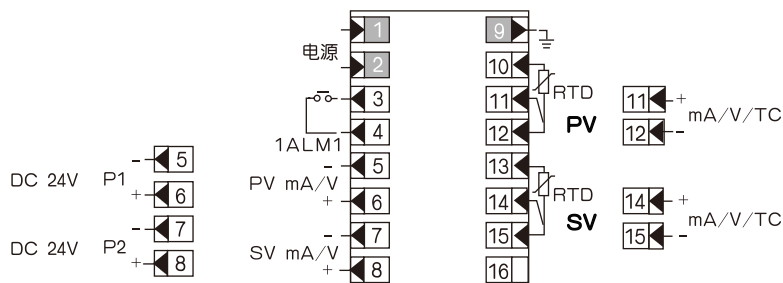 1 9
电源
2 10
3 11 RTD 11 + mA/V/TC
4 12 PV 12 -
1ALM1
DC 24V P1 - 5
+ 6
PV mA/V - 5 13
+ 6 14 RTD 14 + mA/V/TC
DC 24V P2 - 7
+ 8
SV mA/V - 7 15 SV 15 -
+ 8 16